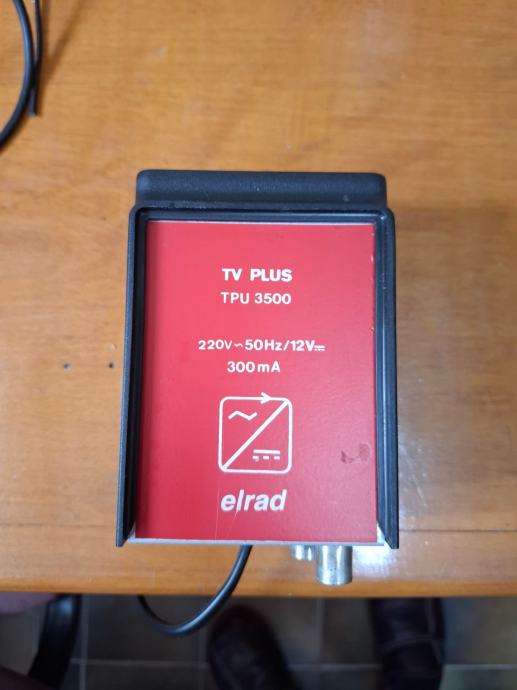 TV PLUS
TPU 3500
220V~50Hz/12V⎓
300mA
elrad